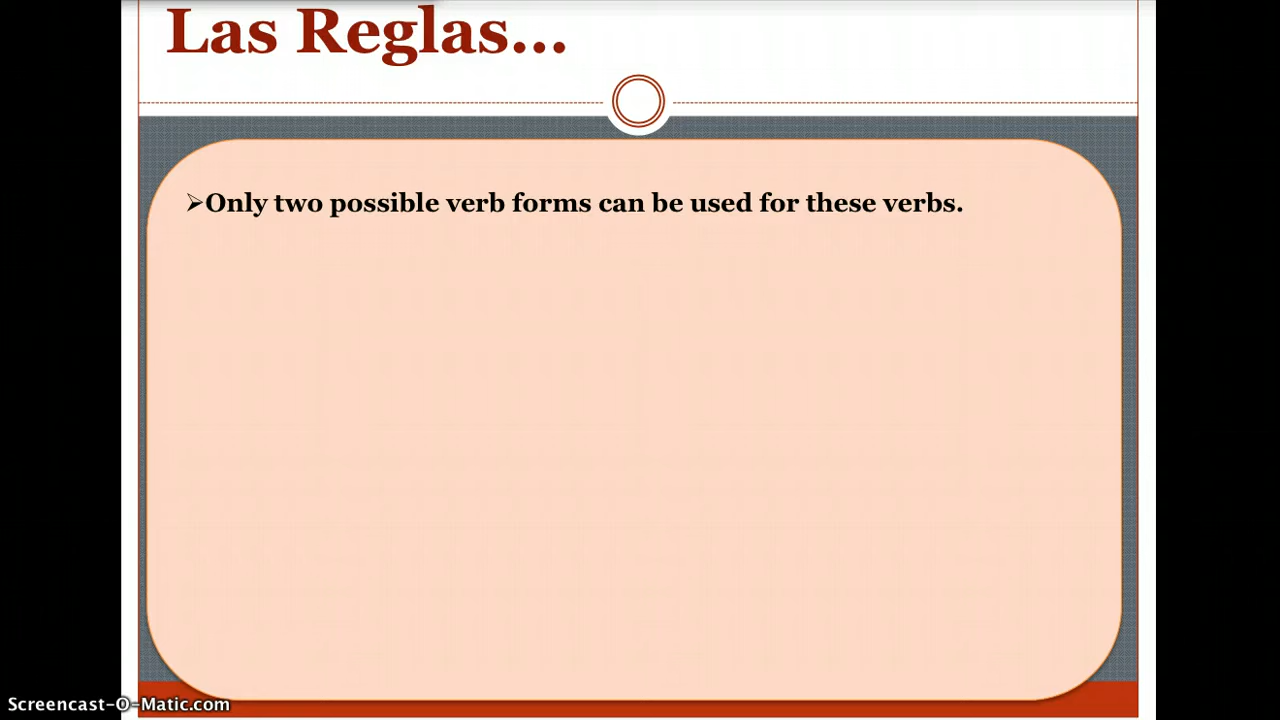 Las Reglas...
➢Only two possible verb forms can be used for these verbs.
Screencast-O-Matic.com